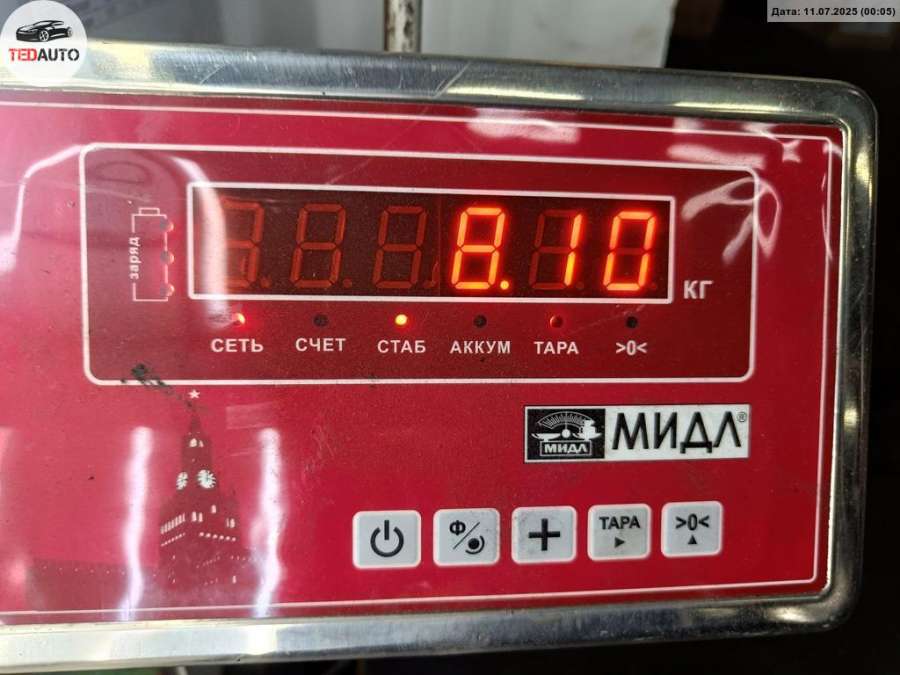 Дата: 11.07.2025 (00:05)
TEDAUTO
заряд
8.10
КГ
СЕТЬ СЧЕТ СТАБ АККУМ ТАРА >0<
МИДЛ МИДЛ®
Ф/ ТАРА >0<